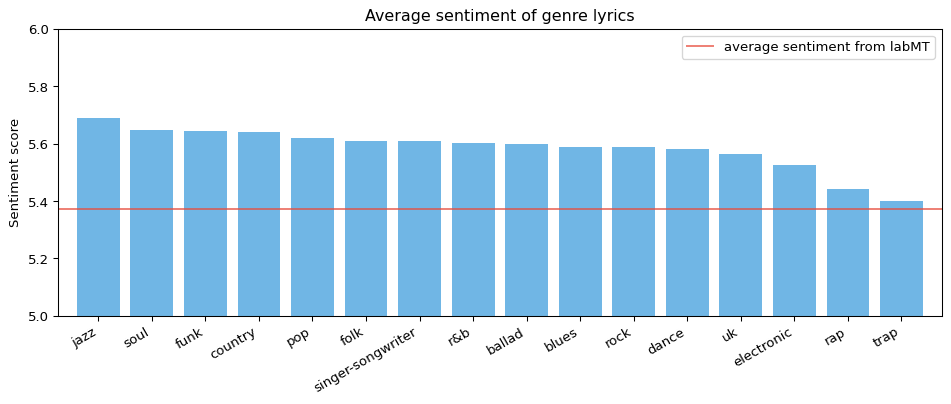 Average sentiment of genre lyrics
average sentiment from labMT
Sentiment score
6.0
5.8
5.6
5.4
5.2
5.0
jazz
soul
funk
country
pop
folk
singer-songwriter
r&b
ballad
blues
rock
dance
uk
electronic
rap
trap